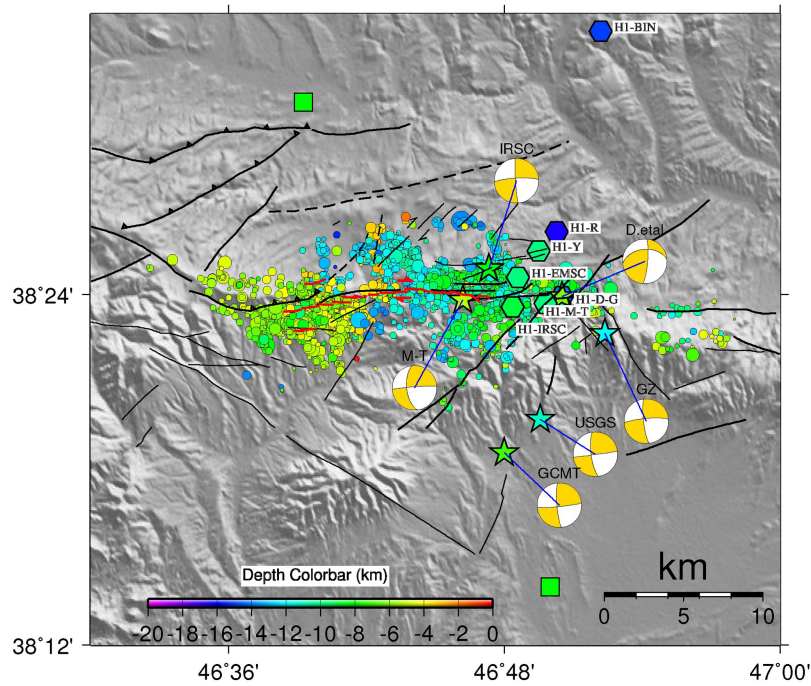 H1-BIN
IRSC
H1-R
D.etal
H1-Y
H1-EMSC
38°24'
H1-D-G
H1-M-T
H1-IRSC
M-T
GZ
USGS
GCMT
km
Depth Colorbar (km)
0 5 10
-20 -18 -16 -14 -12 -10 -8 -6 -4 -2 0
38°12'
46°36' 46°48' 47°00'